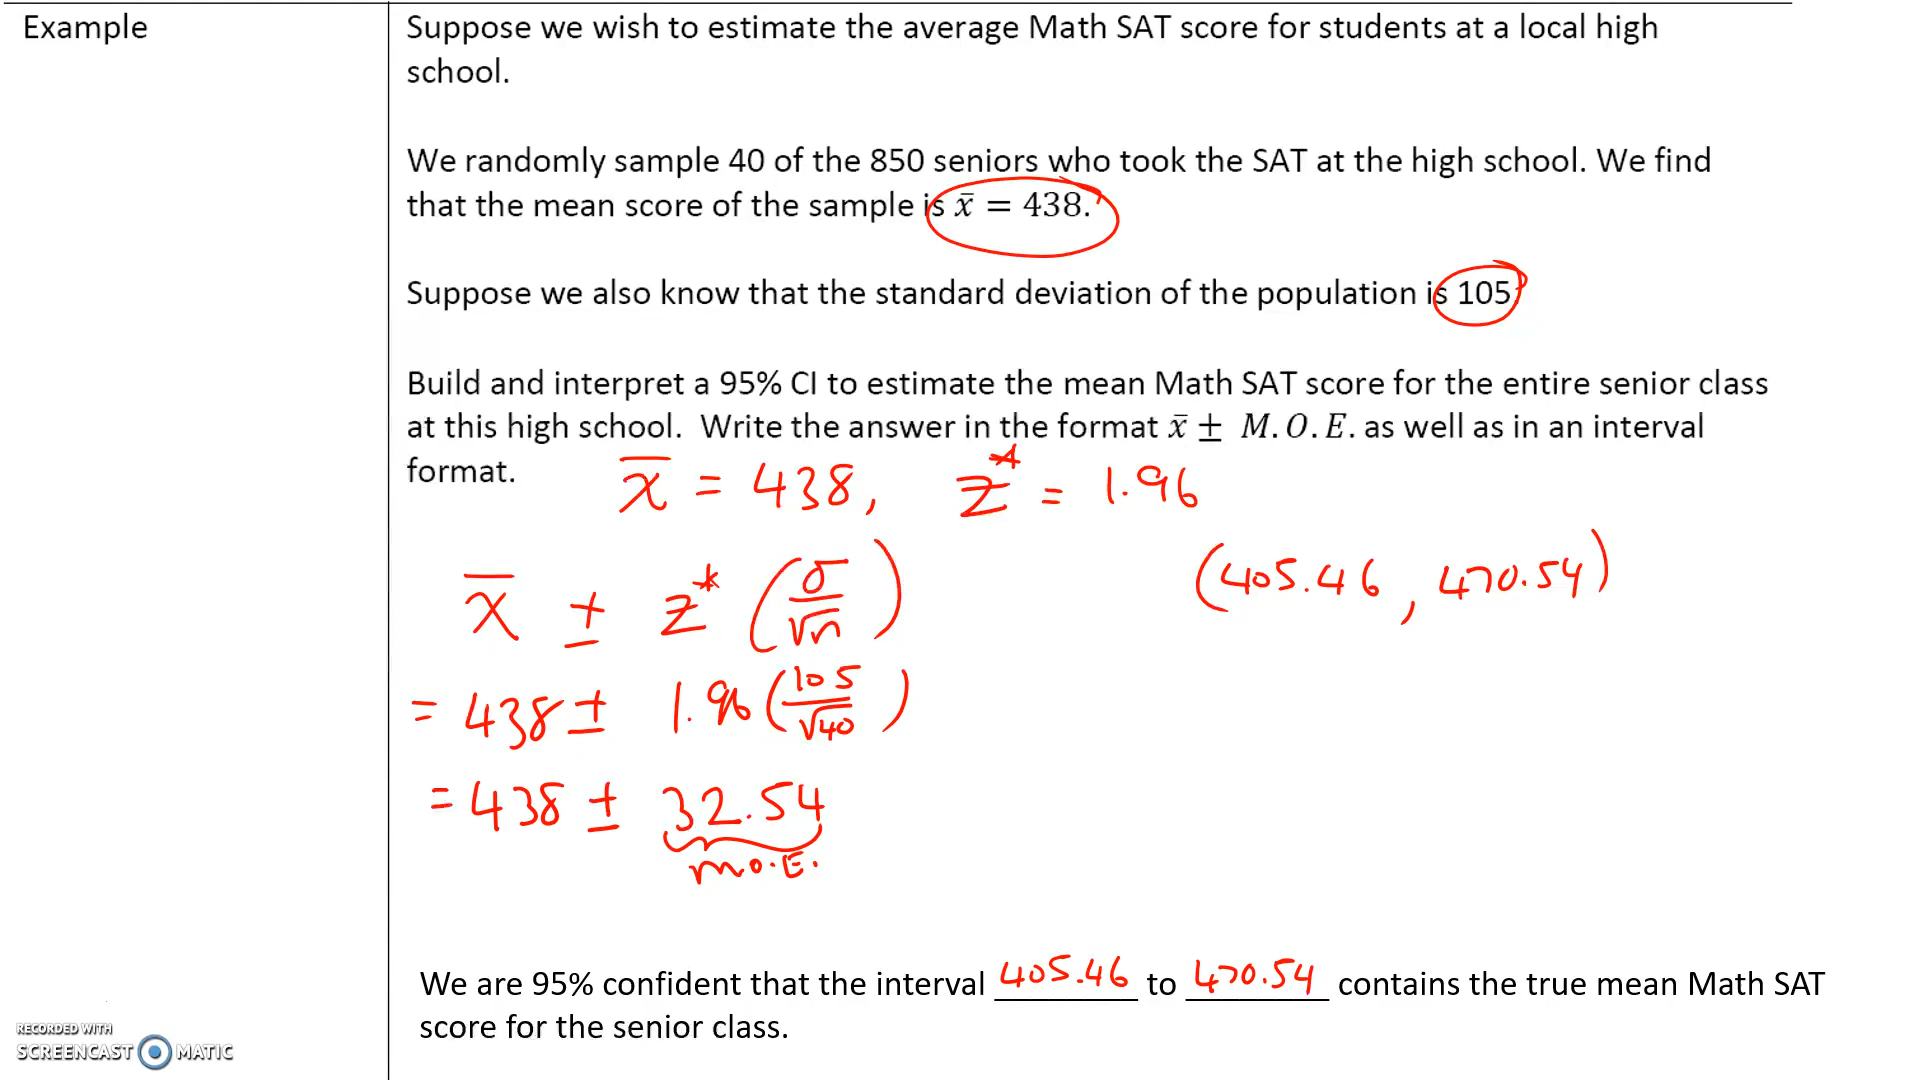 Example
Suppose we wish to estimate the average Math SAT score for students at a local high
school.
We randomly sample 40 of the 850 seniors who took the SAT at the high school. We find
that the mean score of the sample is x̄ = 438.
Suppose we also know that the standard deviation of the population is 105.
Build and interpret a 95% CI to estimate the mean Math SAT score for the entire senior class
at this high school.  Write the answer in the format x̄ ± M.O.E. as well as in an interval
format.
x̄ = 438, z* = 1.96
x̄ ± z* (σ/√n)
(405.46, 470.54)
= 438 ± 1.96 (105/√40)
= 438 ± 32.54
M.O.E.
We are 95% confident that the interval 405.46 to 470.54 contains the true mean Math SAT
score for the senior class.
RECORDED WITH
SCREENCAST MATIC